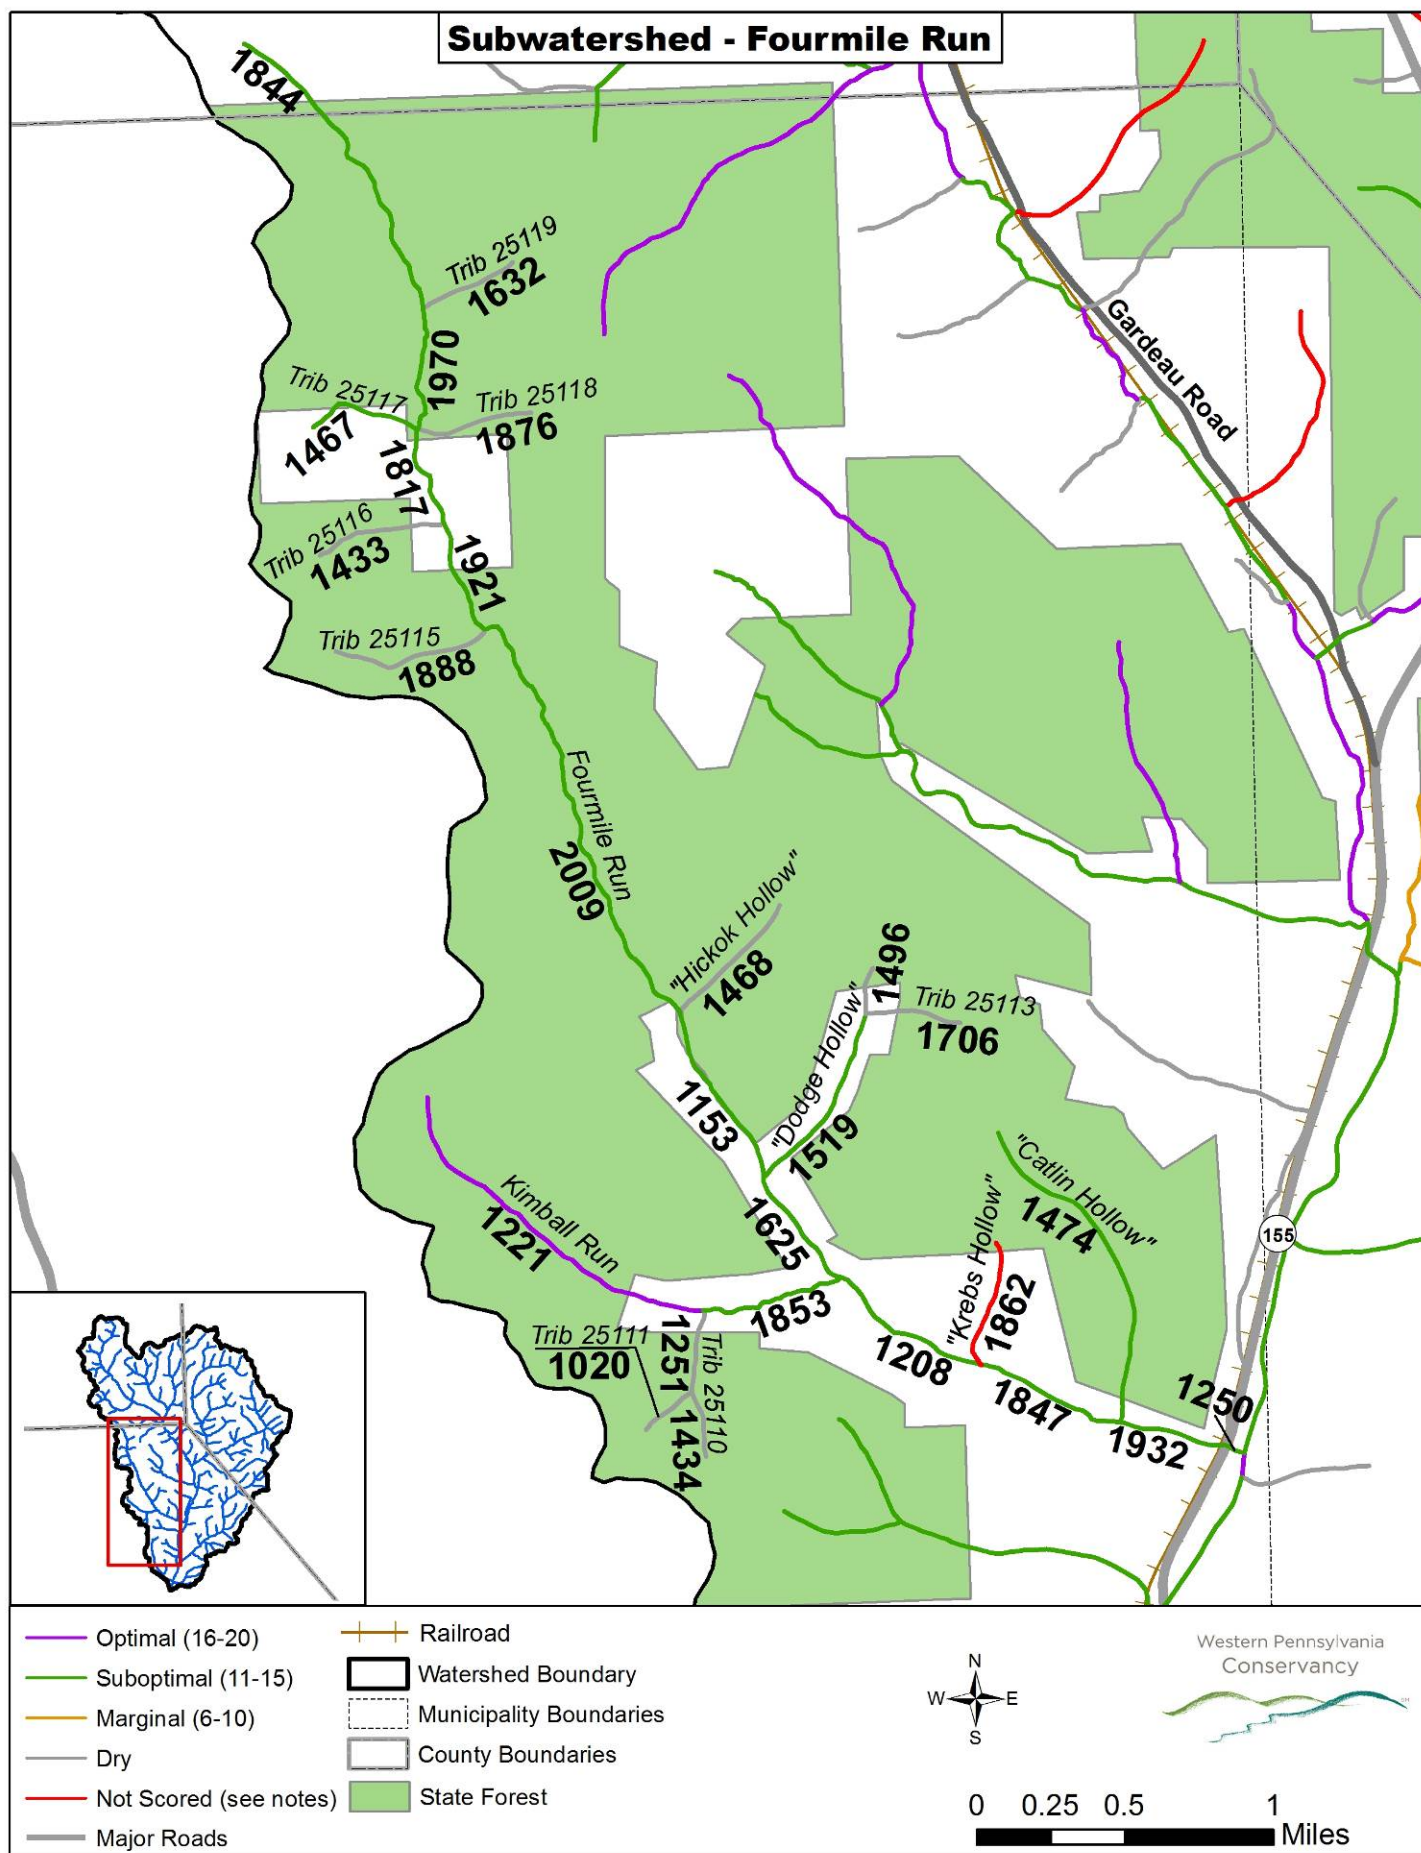 Subwatershed - Fourmile Run
1844
Trib 25119
1632
1970
Gardeau Road
Trib 25117
1467
Trib 25118
1876
1817
Trib 25116
1433
1921
Trib 25115
1888
Fourmile Run
2009
"Hickok Hollow"
1468
1496
"Dodge Hollow"
Trib 25113
1706
1153
1519
"Catlin Hollow"
1474
Kimball Run
1221
1625
"Krebs Hollow"
1862
155
1853
Trib 25111
1020
1251
Trib 25110
1434
1208
1847
1250
1932
Optimal (16-20)
Suboptimal (11-15)
Marginal (6-10)
Dry
Not Scored (see notes)
Major Roads
Railroad
Watershed Boundary
Municipality Boundaries
County Boundaries
State Forest
N
W E
S
Western Pennsylvania
Conservancy
0 0.25 0.5 1
Miles